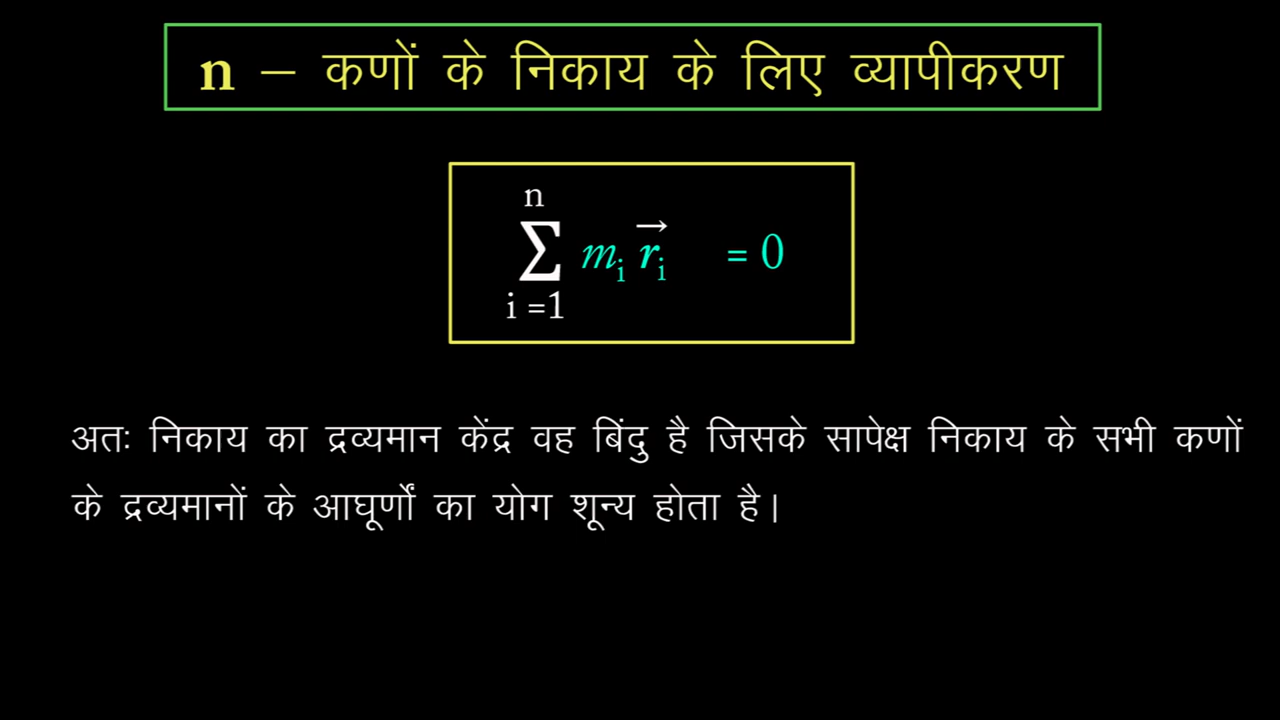 n – कणों के निकाय के लिए व्यापीकरण
n
∑ mᵢ r⃗ᵢ = 0
i =1
अतः निकाय का द्रव्यमान केंद्र वह बिंदु है जिसके सापेक्ष निकाय के सभी कणों
के द्रव्यमानों के आघूर्णों का योग शून्य होता है।